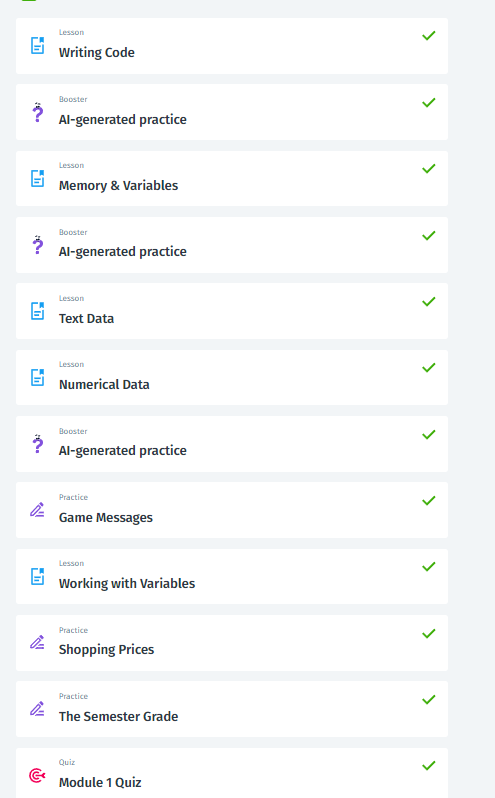 Lesson
Writing Code
Booster
AI-generated practice
Lesson
Memory & Variables
Booster
AI-generated practice
Lesson
Text Data
Lesson
Numerical Data
Booster
AI-generated practice
Practice
Game Messages
Lesson
Working with Variables
Practice
Shopping Prices
Practice
The Semester Grade
Quiz
Module 1 Quiz